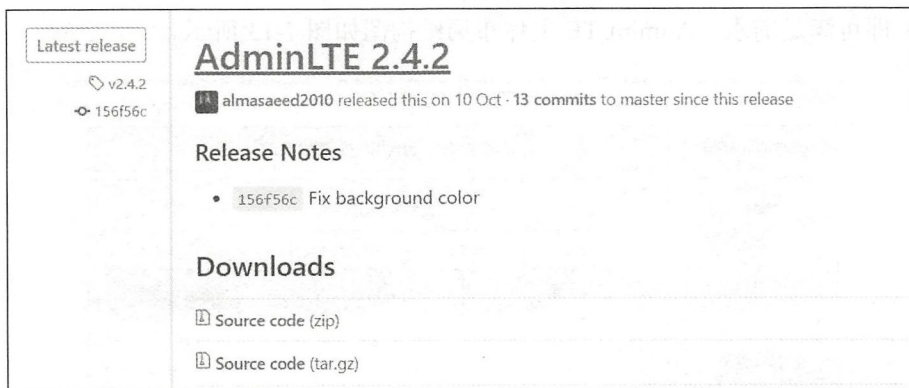 Latest release
v2.4.2
156f56c
AdminLTE 2.4.2
almasaeed2010 released this on 10 Oct · 13 commits to master since this release
Release Notes
• 156f56c Fix background color
Downloads
Source code (zip)
Source code (tar.gz)